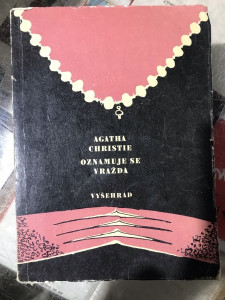 AGATHA
CHRISTIE
OZNAMUJE SE
VRAŽDA
VYŠEHRAD